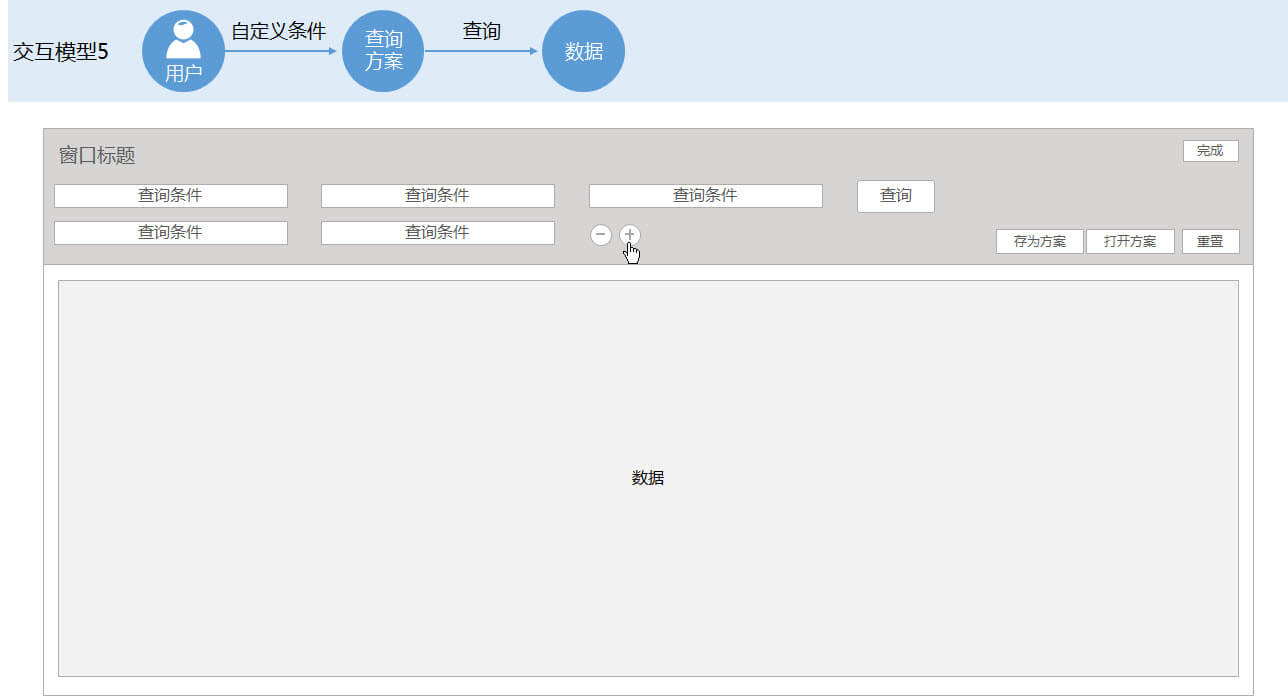 交互模型5
用户
自定义条件
查询
方案
查询
数据
窗口标题
完成
查询条件
查询条件
查询条件
查询
查询条件
查询条件
存为方案
打开方案
重置
数据